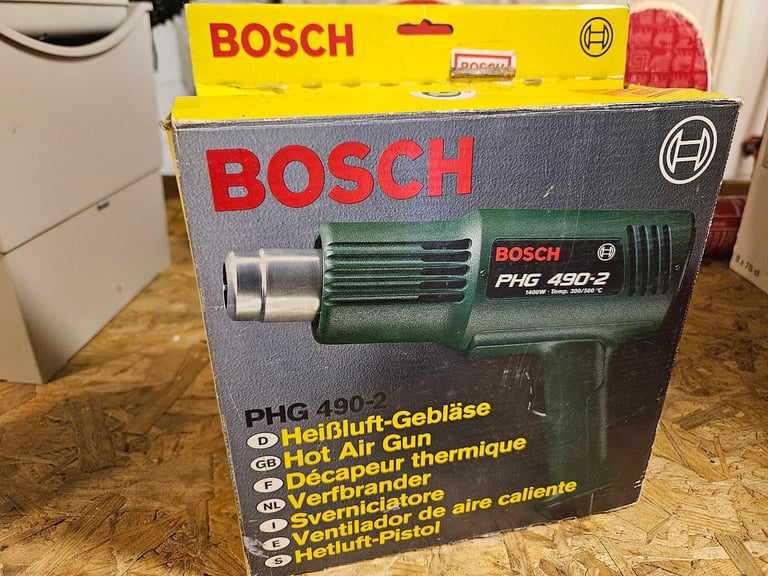 BOSCH
BOSCH
BOSCH
BOSCH
PHG 490-2
1400W · Temp. 300/500 °C
PHG 490-2
D Heißluft-Gebläse
GB Hot Air Gun
F Décapeur thermique
NL Verfbrander
I Sverniciatore
E Ventilador de aire caliente
S Hetluft-Pistol